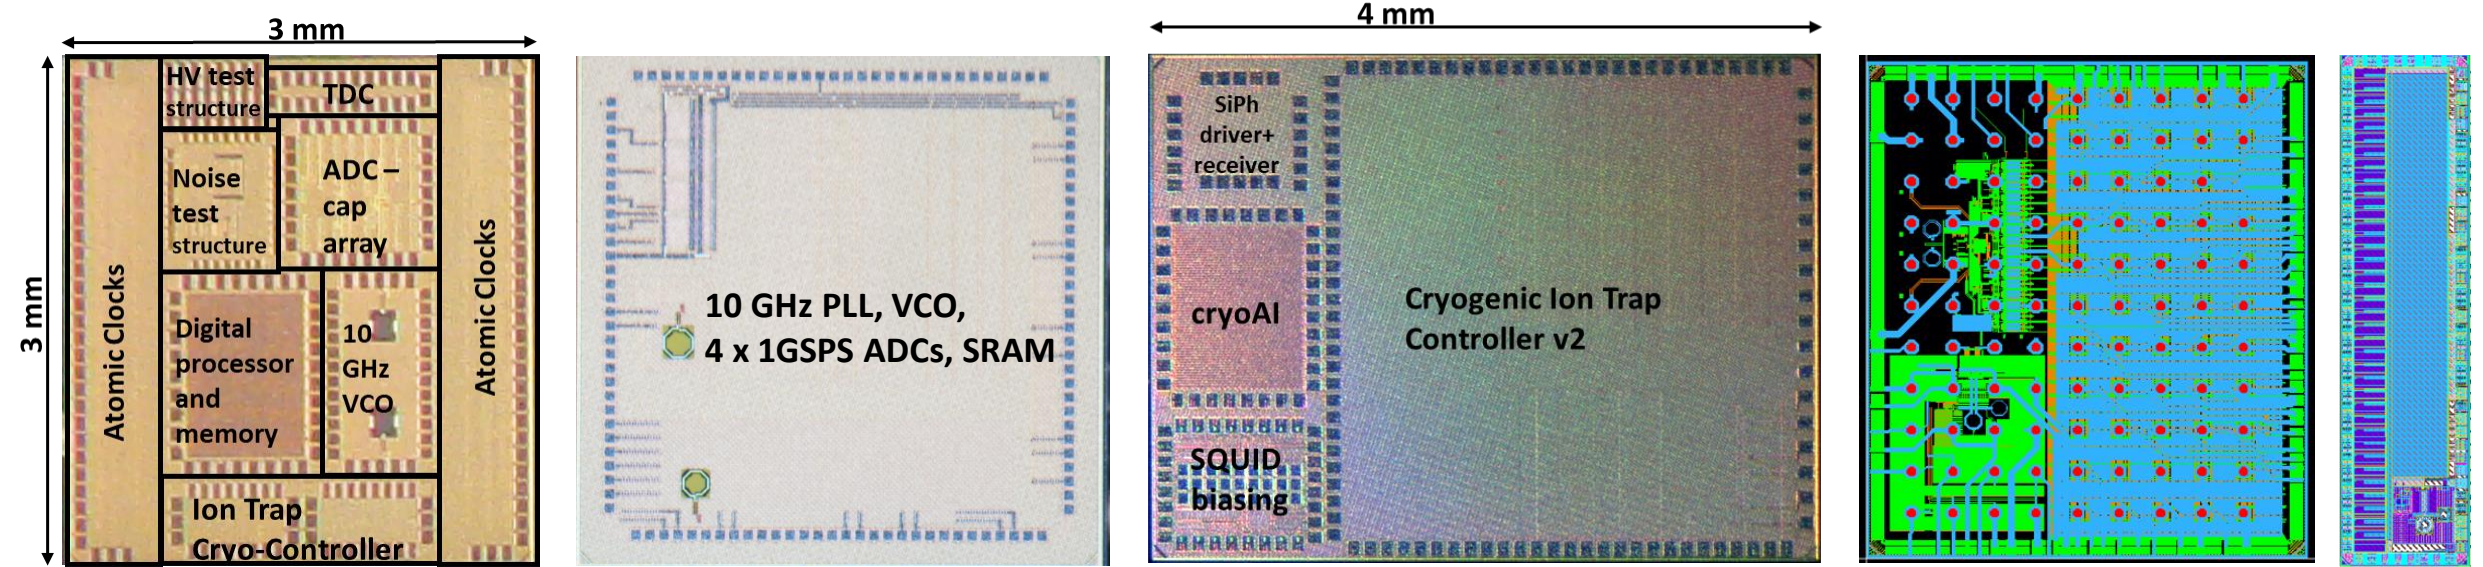 3 mm
3 mm
HV test
structure
TDC
Noise
test
structure
ADC –
cap
array
Atomic Clocks
Atomic Clocks
Digital
processor
and
memory
10
GHz
VCO
Ion Trap
Cryo-Controller
10 GHz PLL, VCO,
4 x 1GSPS ADCs, SRAM
4 mm
SiPh
driver+
receiver
cryoAI
SQUID
biasing
Cryogenic Ion Trap
Controller v2